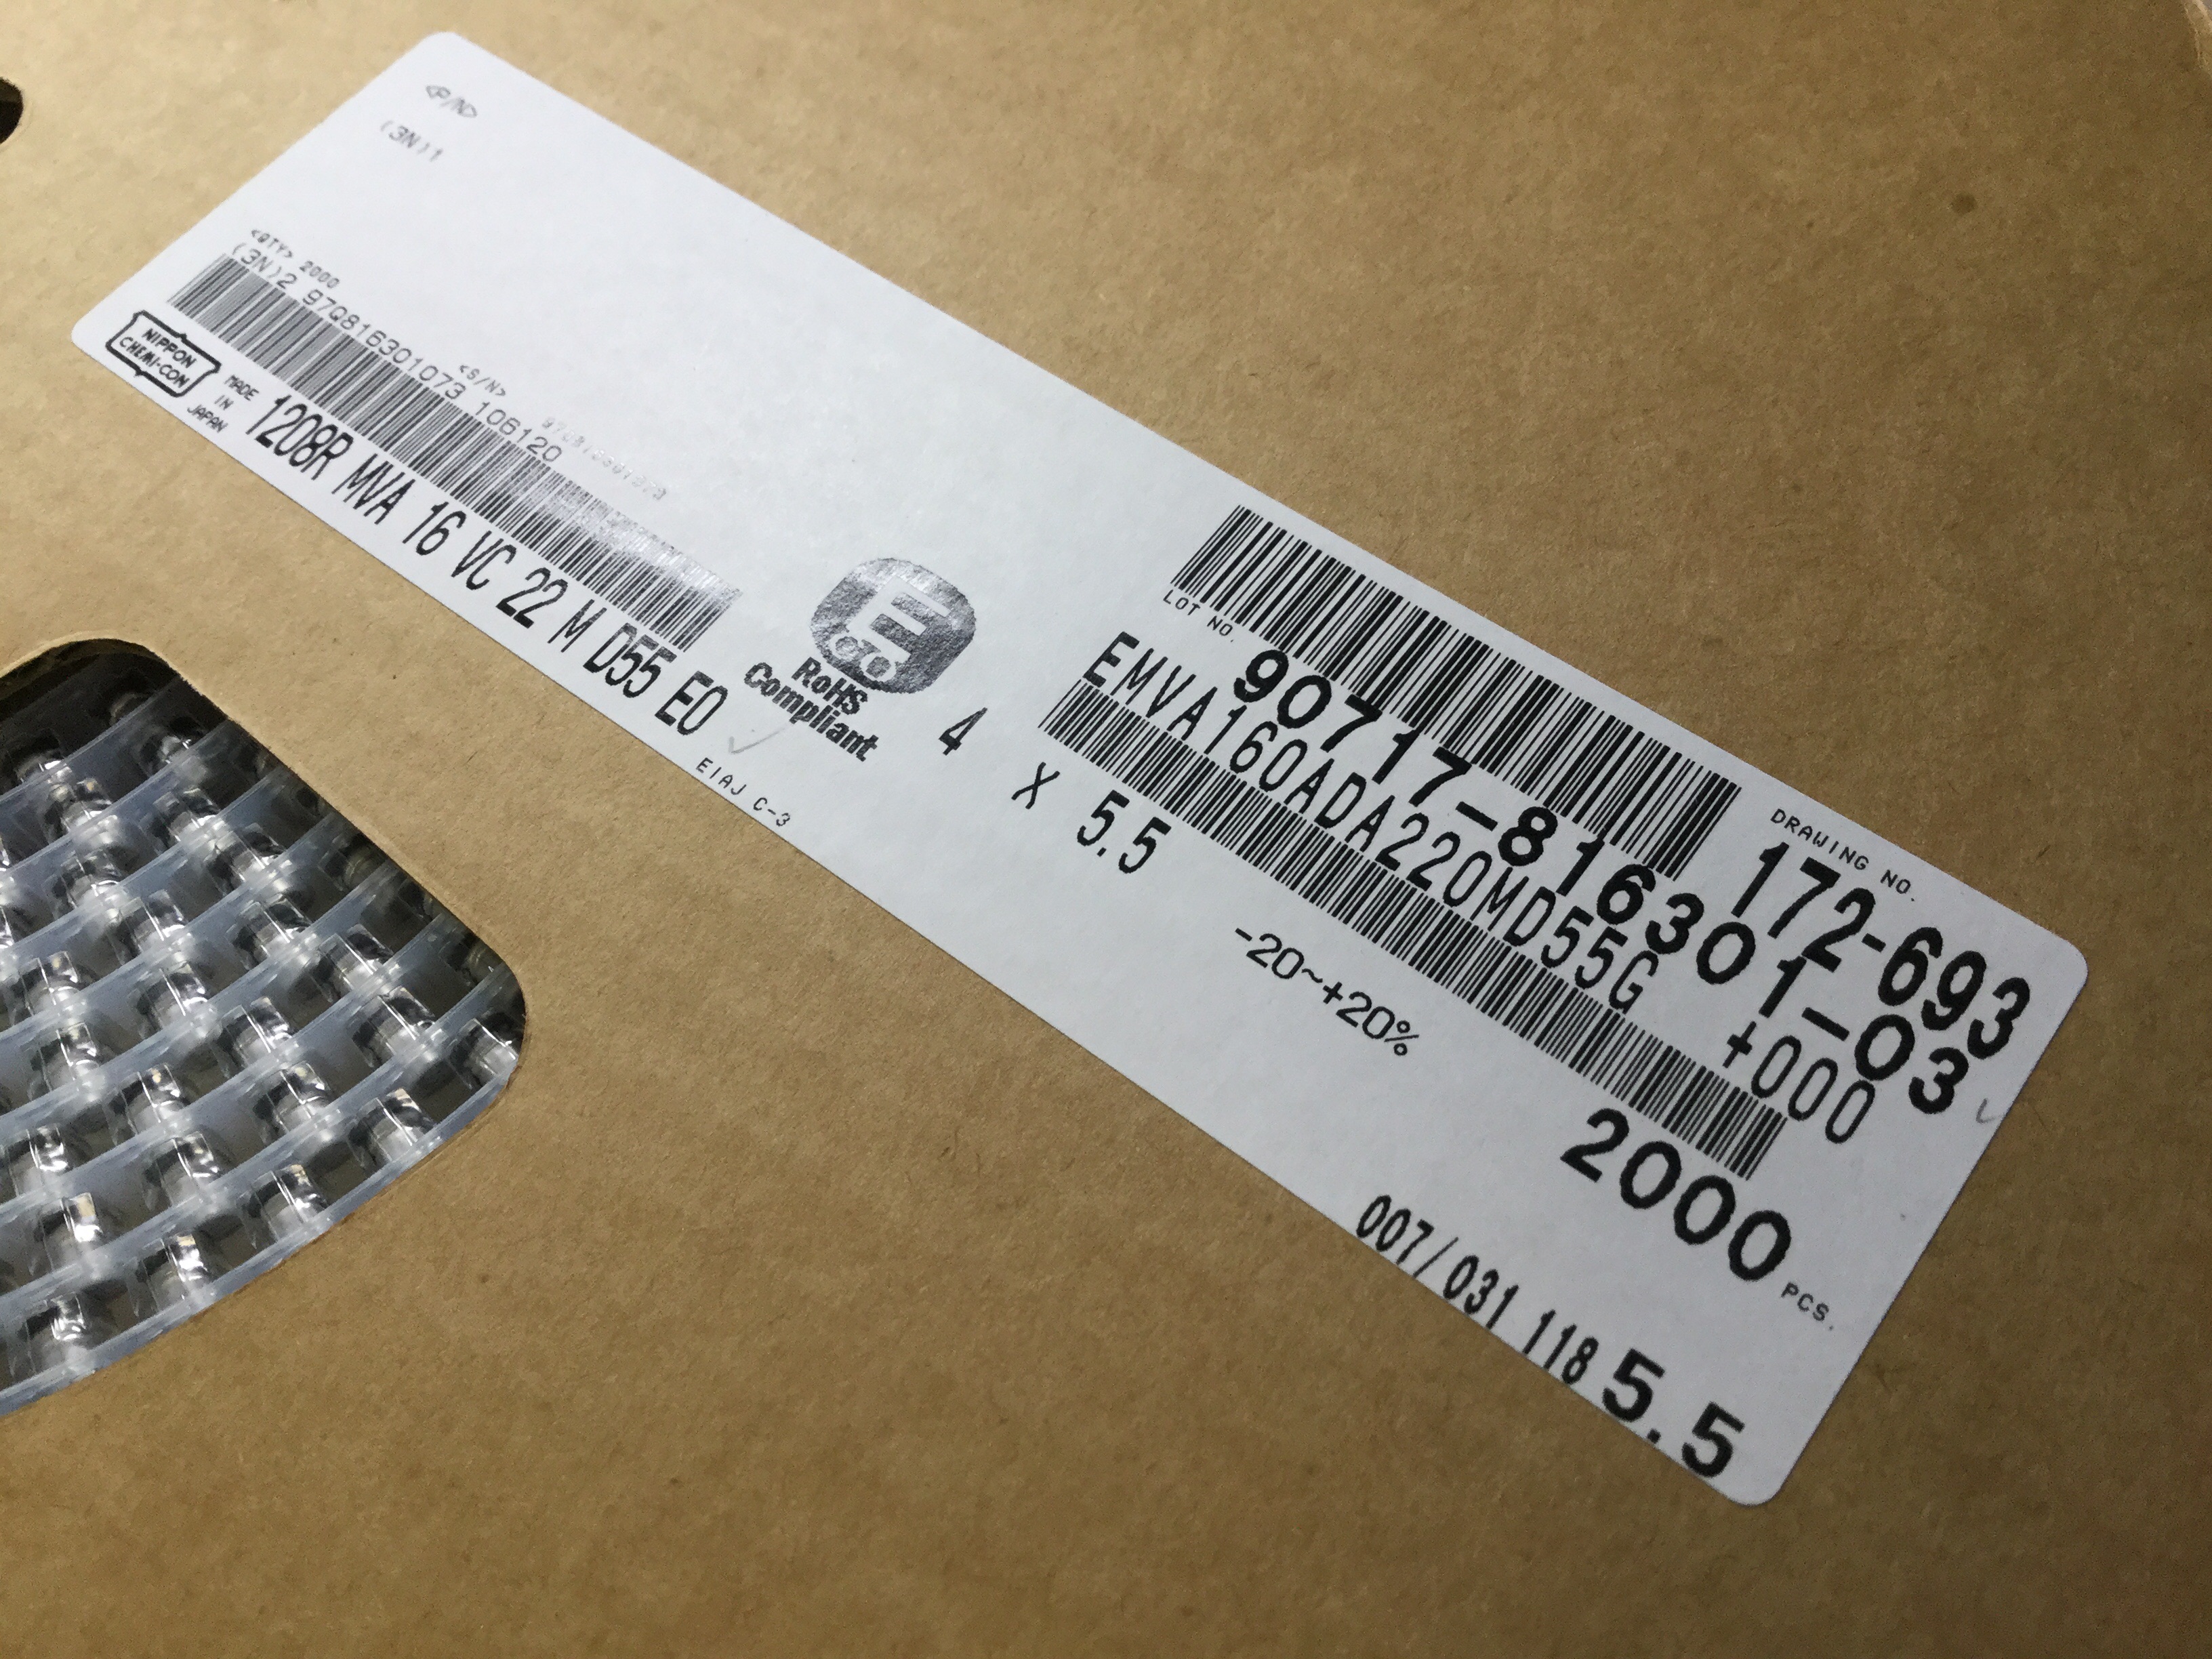 <P/N>
(3N)1
<QTY> 2000
<S/N>
(3N)2 97Q816301073 106120
NIPPON
CHEMI-CON
MADE
IN
JAPAN
1208R MVA 16 VC 22 M D55 E0
EIAJ C-3
RoHS
Compliant
DRAWING NO.
172-693
LOT NO.
90717-816301-03
EMVA160ADA220MD55G +000
4 X 5.5
-20~+20%
2000 PCS.
007/031 118 5.5